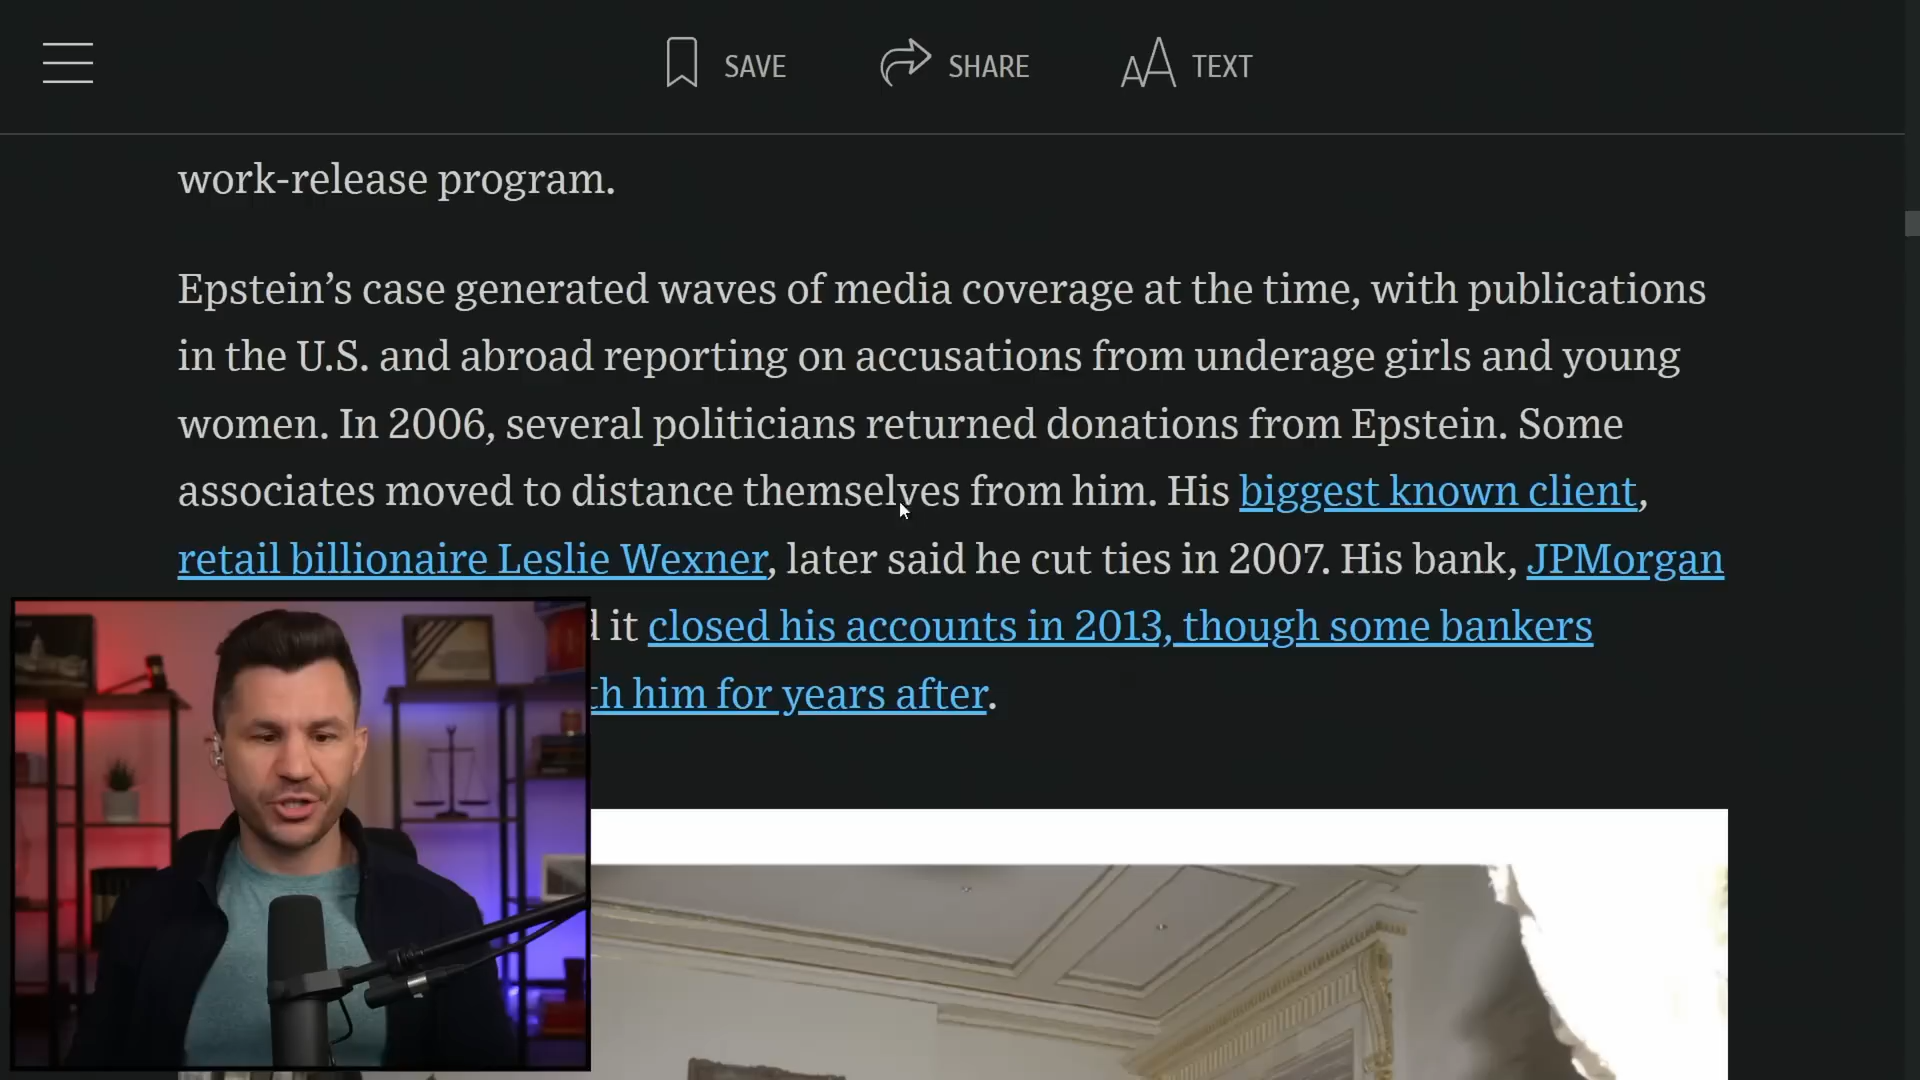 SAVE SHARE TEXT
work-release program.
Epstein’s case generated waves of media coverage at the time, with publications
in the U.S. and abroad reporting on accusations from underage girls and young
women. In 2006, several politicians returned donations from Epstein. Some
associates moved to distance themselves from him. His biggest known client,
retail billionaire Leslie Wexner, later said he cut ties in 2007. His bank, JPMorgan
it closed his accounts in 2013, though some bankers
him for years after.